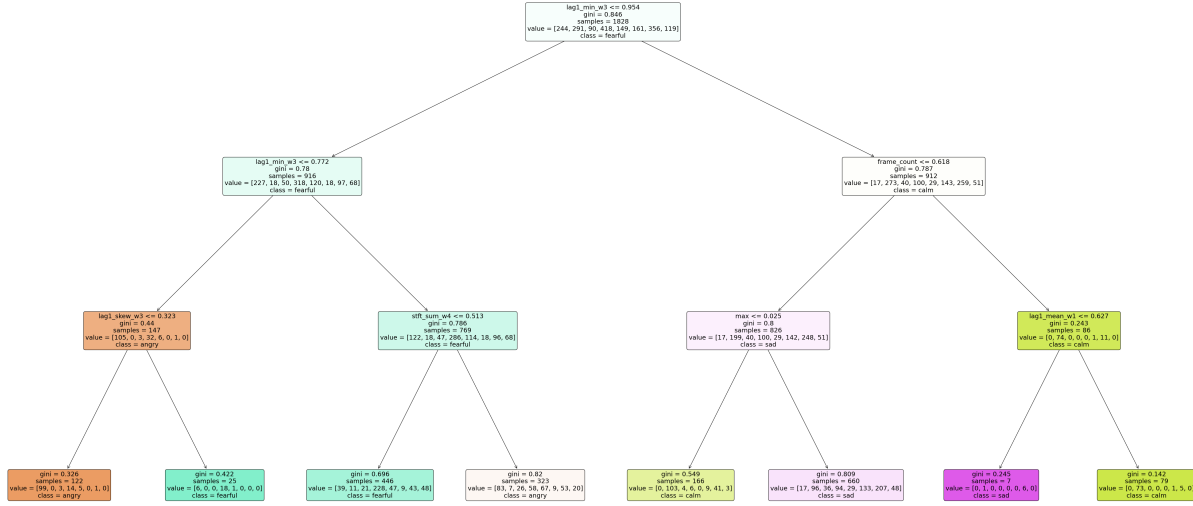 lag1_min_w3 <= 0.954
gini = 0.846
samples = 1828
value = [244, 291, 90, 418, 149, 161, 356, 119]
class = fearful
lag1_min_w3 <= 0.772
gini = 0.78
samples = 916
value = [227, 18, 50, 318, 120, 18, 97, 68]
class = fearful
frame_count <= 0.618
gini = 0.787
samples = 912
value = [17, 273, 40, 100, 29, 143, 259, 51]
class = calm
lag1_skew_w3 <= 0.323
gini = 0.44
samples = 147
value = [105, 0, 3, 32, 6, 0, 1, 0]
class = angry
stft_sum_w4 <= 0.513
gini = 0.786
samples = 769
value = [122, 18, 47, 286, 114, 18, 96, 68]
class = fearful
max <= 0.025
gini = 0.8
samples = 826
value = [17, 199, 40, 100, 29, 142, 248, 51]
class = sad
lag1_mean_w1 <= 0.627
gini = 0.243
samples = 86
value = [0, 74, 0, 0, 0, 1, 11, 0]
class = calm
gini = 0.326
samples = 122
value = [99, 0, 3, 14, 5, 0, 1, 0]
class = angry
gini = 0.422
samples = 25
value = [6, 0, 0, 18, 1, 0, 0, 0]
class = fearful
gini = 0.696
samples = 446
value = [39, 11, 21, 228, 47, 9, 43, 48]
class = fearful
gini = 0.82
samples = 323
value = [83, 7, 26, 58, 67, 9, 53, 20]
class = angry
gini = 0.549
samples = 166
value = [0, 103, 4, 6, 0, 9, 41, 3]
class = calm
gini = 0.809
samples = 660
value = [17, 96, 36, 94, 29, 133, 207, 48]
class = sad
gini = 0.245
samples = 7
value = [0, 1, 0, 0, 0, 0, 6, 0]
class = sad
gini = 0.142
samples = 79
value = [0, 73, 0, 0, 0, 1, 5, 0]
class = calm